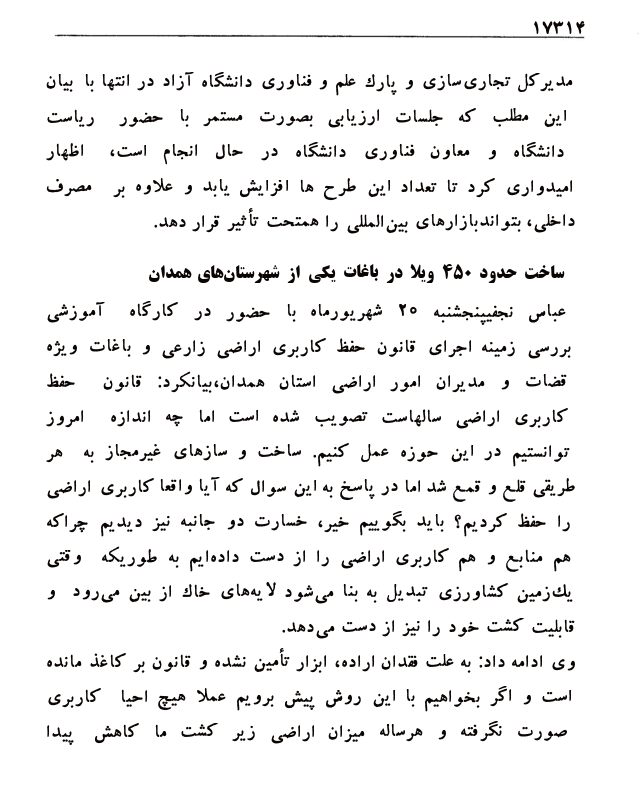 ۱۷۳۱۴
مدیرکل تجاری‌سازی و پارك علم و فناوری دانشگاه آزاد در انتها با بیان
این مطلب که جلسات ارزیابی بصورت مستمر با حضور ریاست
دانشگاه و معاون فناوری دانشگاه در حال انجام است، اظهار
امیدواری کرد تا تعداد این طرح ها افزایش یابد و علاوه بر مصرف
داخلی، بتواندبازارهای بین‌المللی را همتحت تأثیر قرار دهد.
ساخت حدود ۴۵۰ ویلا در باغات یکی از شهرستان‌های همدان
عباس نجفیپنجشنبه ۲۰ شهریورماه با حضور در کارگاه آموزشی
بررسی زمینه اجرای قانون حفظ کاربری اراضی زارعی و باغات ویژه
قضات و مدیران امور اراضی استان همدان،بیانکرد: قانون حفظ
کاربری اراضی سالهاست تصویب شده است اما چه اندازه امروز
توانستیم در این حوزه عمل کنیم. ساخت و سازهای غیرمجاز به هر
طریقی قلع و قمع شد اما در پاسخ به این سوال که آیا واقعا کاربری اراضی
را حفظ کردیم؟ باید بگوییم خیر، خسارت دو جانبه نیز دیدیم چراکه
هم منابع و هم کاربری اراضی را از دست داده‌ایم به طوریکه وقتی
یك‌زمین کشاورزی تبدیل به بنا می‌شود لایه‌های خاك از بین می‌رود و
قابلیت کشت خود را نیز از دست می‌دهد.
وی ادامه داد: به علت فقدان اراده، ابزار تأمین نشده و قانون بر کاغذ مانده
است و اگر بخواهیم با این روش پیش برویم عملا هیچ احیا کاربری
صورت نگرفته و هرساله میزان اراضی زیر کشت ما کاهش پیدا